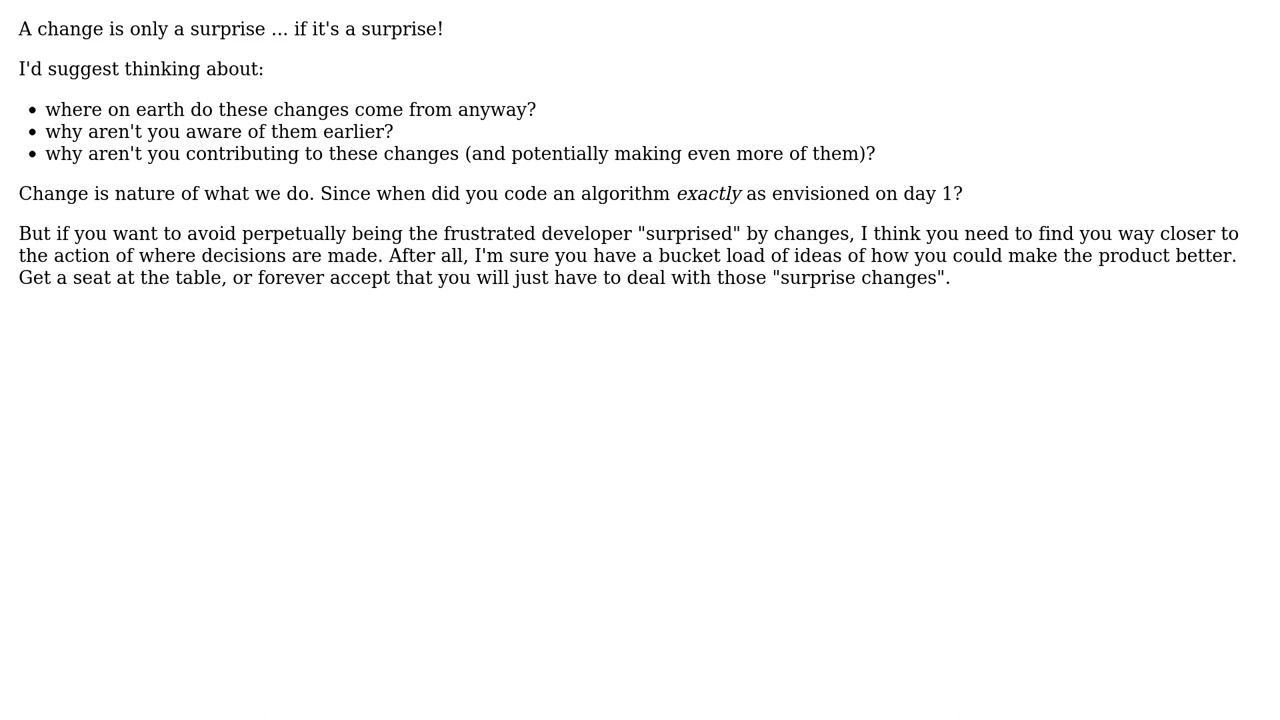 A change is only a surprise ... if it's a surprise!
I'd suggest thinking about:
• where on earth do these changes come from anyway?
• why aren't you aware of them earlier?
• why aren't you contributing to these changes (and potentially making even more of them)?
Change is nature of what we do. Since when did you code an algorithm exactly as envisioned on day 1?
But if you want to avoid perpetually being the frustrated developer "surprised" by changes, I think you need to find you way closer to
the action of where decisions are made. After all, I'm sure you have a bucket load of ideas of how you could make the product better.
Get a seat at the table, or forever accept that you will just have to deal with those "surprise changes".